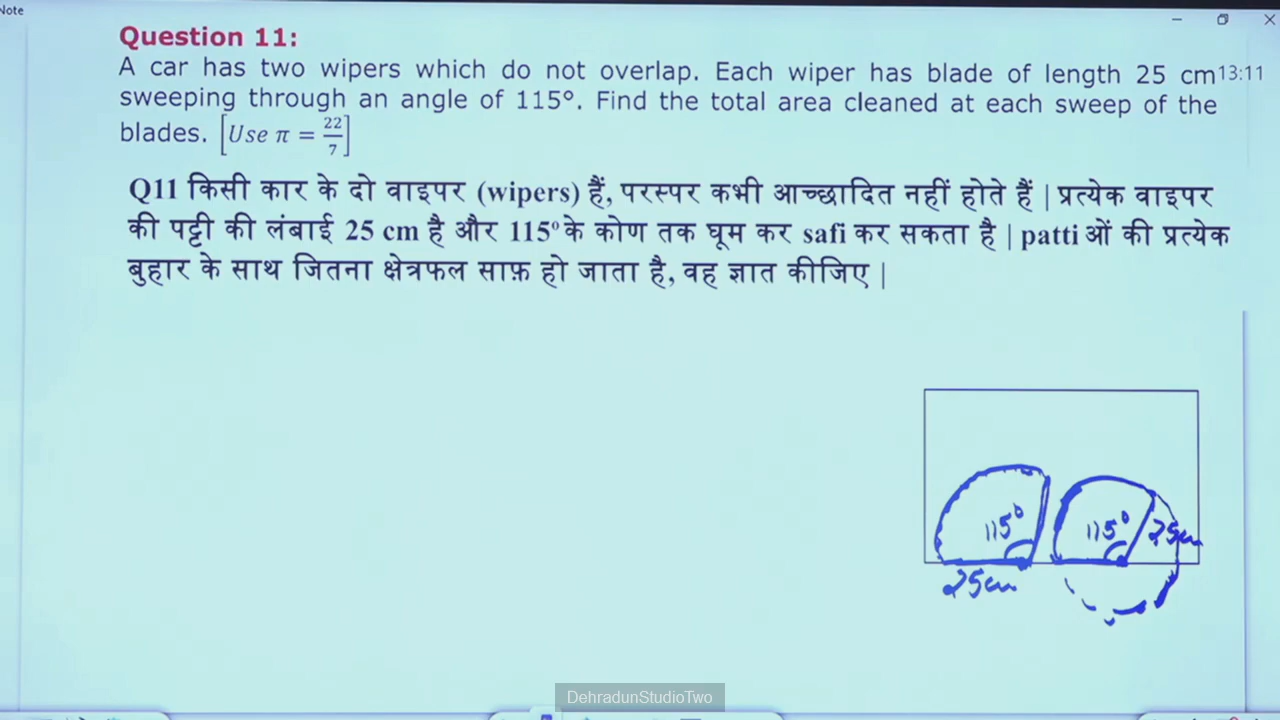 Note
Question 11:
A car has two wipers which do not overlap. Each wiper has blade of length 25 cm
13:11
sweeping through an angle of 115°. Find the total area cleaned at each sweep of the
blades. [Use π = 22/7]
Q11 किसी कार के दो वाइपर (wipers) हैं, परस्पर कभी आच्छादित नहीं होते हैं | प्रत्येक वाइपर
की पट्टी की लंबाई 25 cm है और 115° के कोण तक घूम कर safi कर सकता है | patti ओं की प्रत्येक
बुहार के साथ जितना क्षेत्रफल साफ़ हो जाता है, वह ज्ञात कीजिए |
115° 115° 25cm
25cm
DehradunStudioTwo